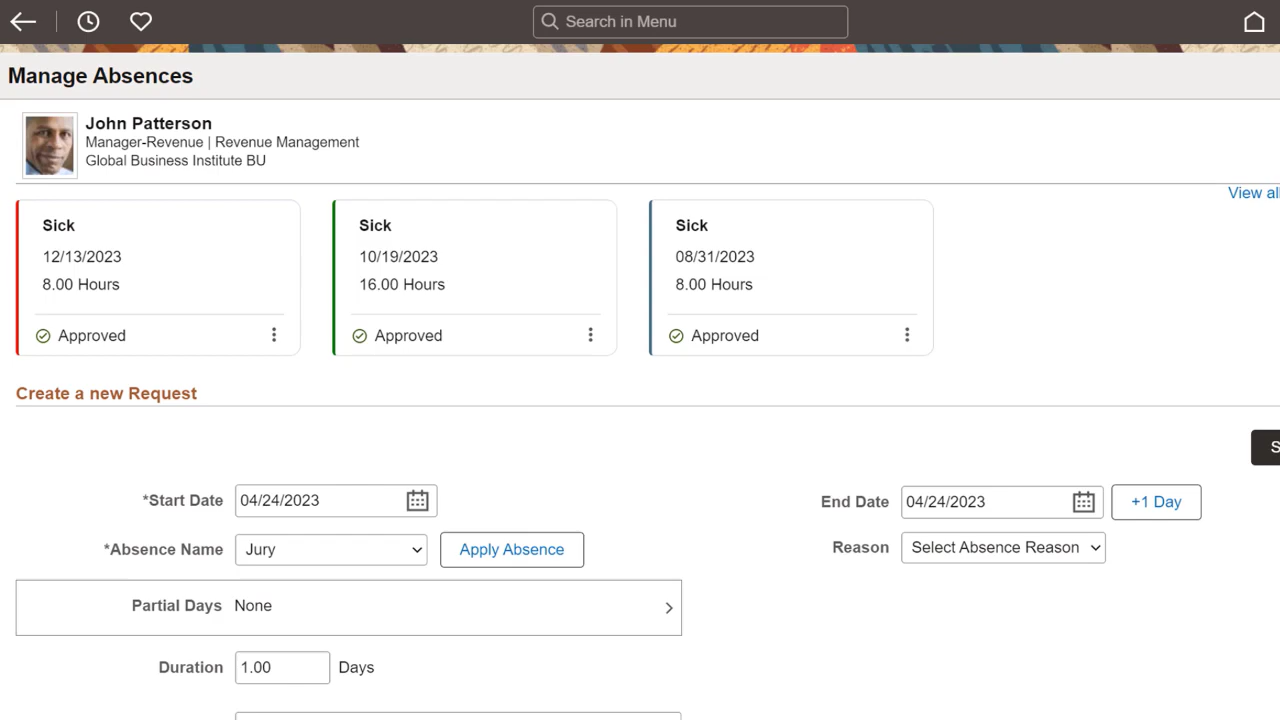 Search in Menu
Manage Absences
John Patterson
Manager-Revenue | Revenue Management
Global Business Institute BU
View all
Sick
12/13/2023
8.00 Hours
Approved
Sick
10/19/2023
16.00 Hours
Approved
Sick
08/31/2023
8.00 Hours
Approved
Create a new Request
S
*Start Date 04/24/2023
End Date 04/24/2023 +1 Day
*Absence Name Jury Apply Absence
Reason Select Absence Reason
Partial Days None
Duration 1.00 Days